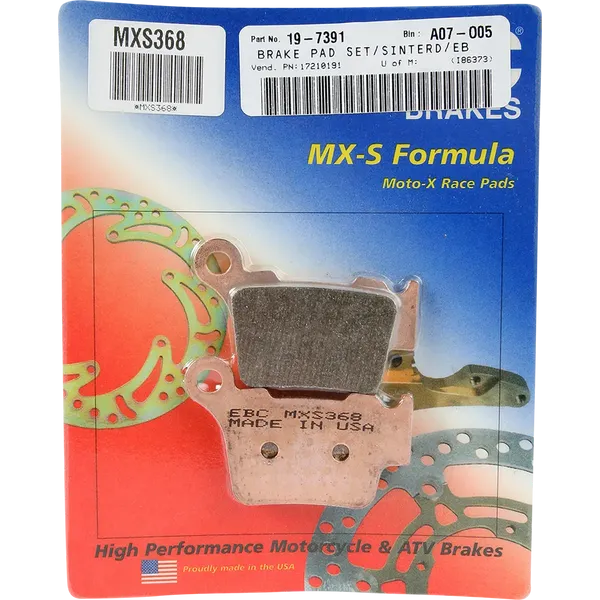 MXS368
*MXS368*
Part No. 19-7391 Bin: A07-005
BRAKE PAD SET/SINTERD/EB
Vend. PN:17210191 U of M: (I86373)
C
BRAKES
MX-S Formula
Moto-X Race Pads
EBC MXS368
MADE IN USA
High Performance Motorcycle & ATV Brakes
Proudly made in the USA